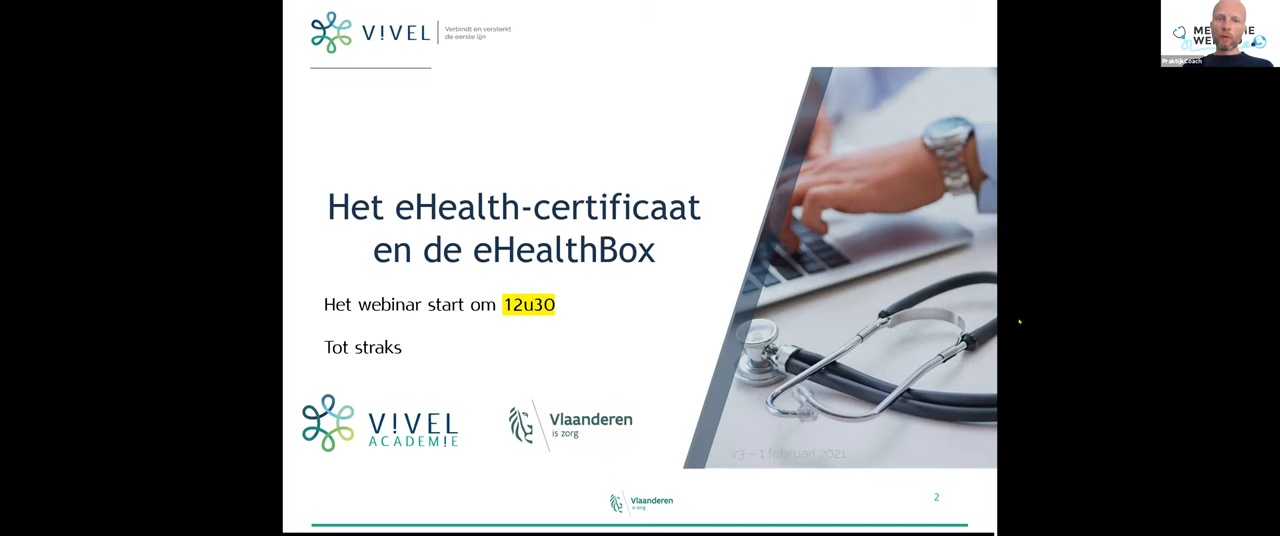 V!VEL
Verbindt en versterkt
de eerste lijn
PraktijkCoach
Het eHealth-certificaat
en de eHealthBox
Het webinar start om 12u30
Tot straks
V!VEL
ACADEM!E
Vlaanderen
is zorg
v3 – 1 februari 2021
Vlaanderen
is zorg
2